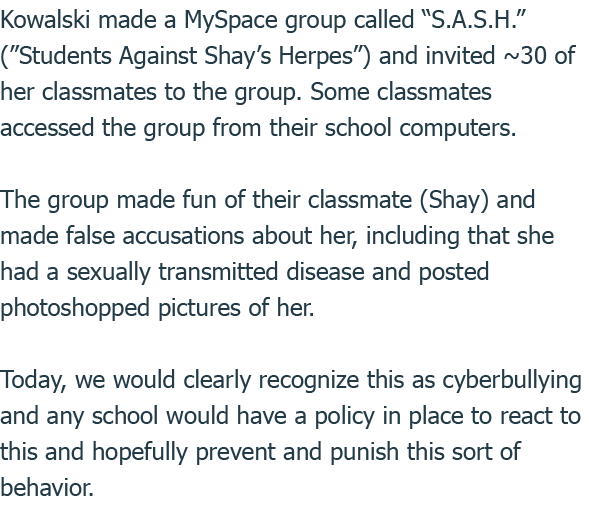 Kowalski made a MySpace group called “S.A.S.H.”
(”Students Against Shay’s Herpes”) and invited ~30 of
her classmates to the group. Some classmates
accessed the group from their school computers.
The group made fun of their classmate (Shay) and
made false accusations about her, including that she
had a sexually transmitted disease and posted
photoshopped pictures of her.
Today, we would clearly recognize this as cyberbullying
and any school would have a policy in place to react to
this and hopefully prevent and punish this sort of
behavior.